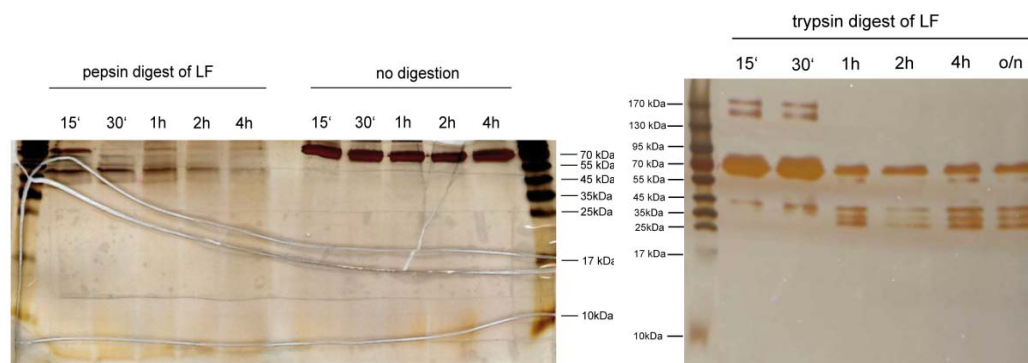 pepsin digest of LF
no digestion
15‘ 30‘ 1h 2h 4h
15‘ 30‘ 1h 2h 4h
70 kDa
55 kDa
45 kDa
35kDa
25kDa
17 kDa
10kDa
trypsin digest of LF
15‘ 30‘ 1h 2h 4h o/n
170 kDa
130 kDa
95 kDa
70 kDa
55 kDa
45 kDa
35kDa
25kDa
17 kDa
10kDa